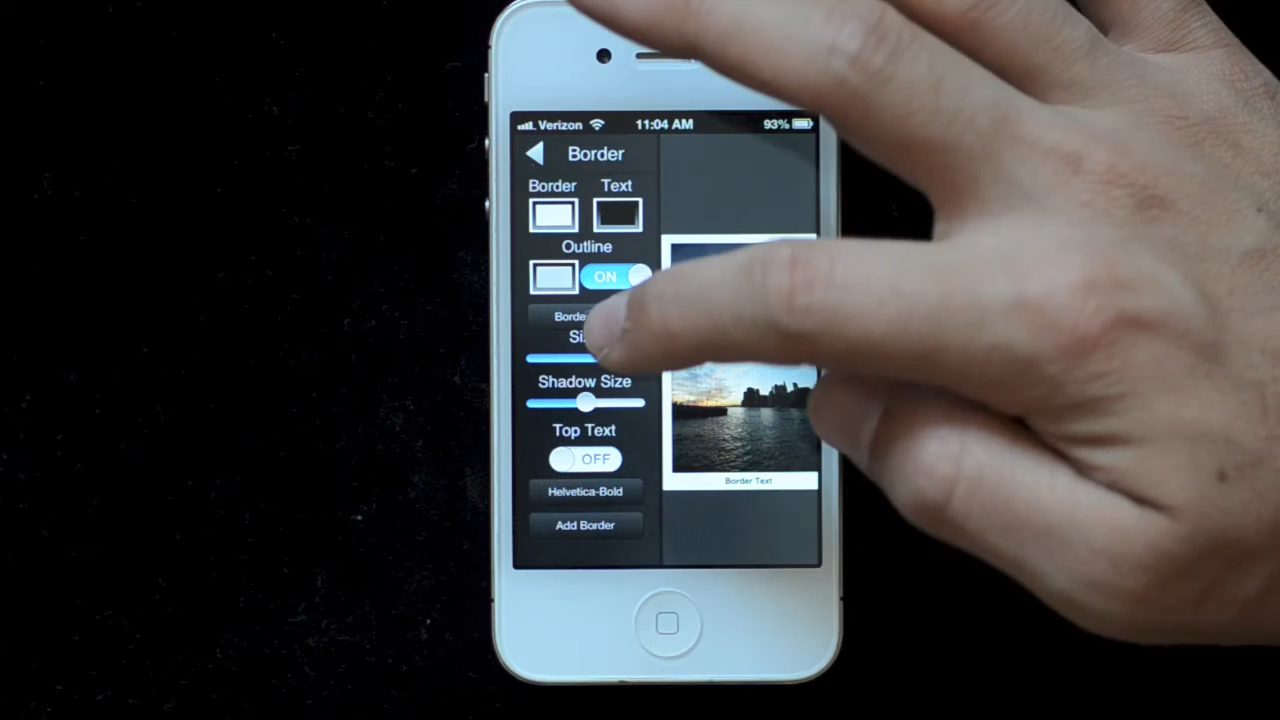 Verizon 11:04 AM 93%
Border
Border Text
Outline
ON
Shadow Size
Top Text
OFF
Helvetica-Bold
Add Border
Border Text